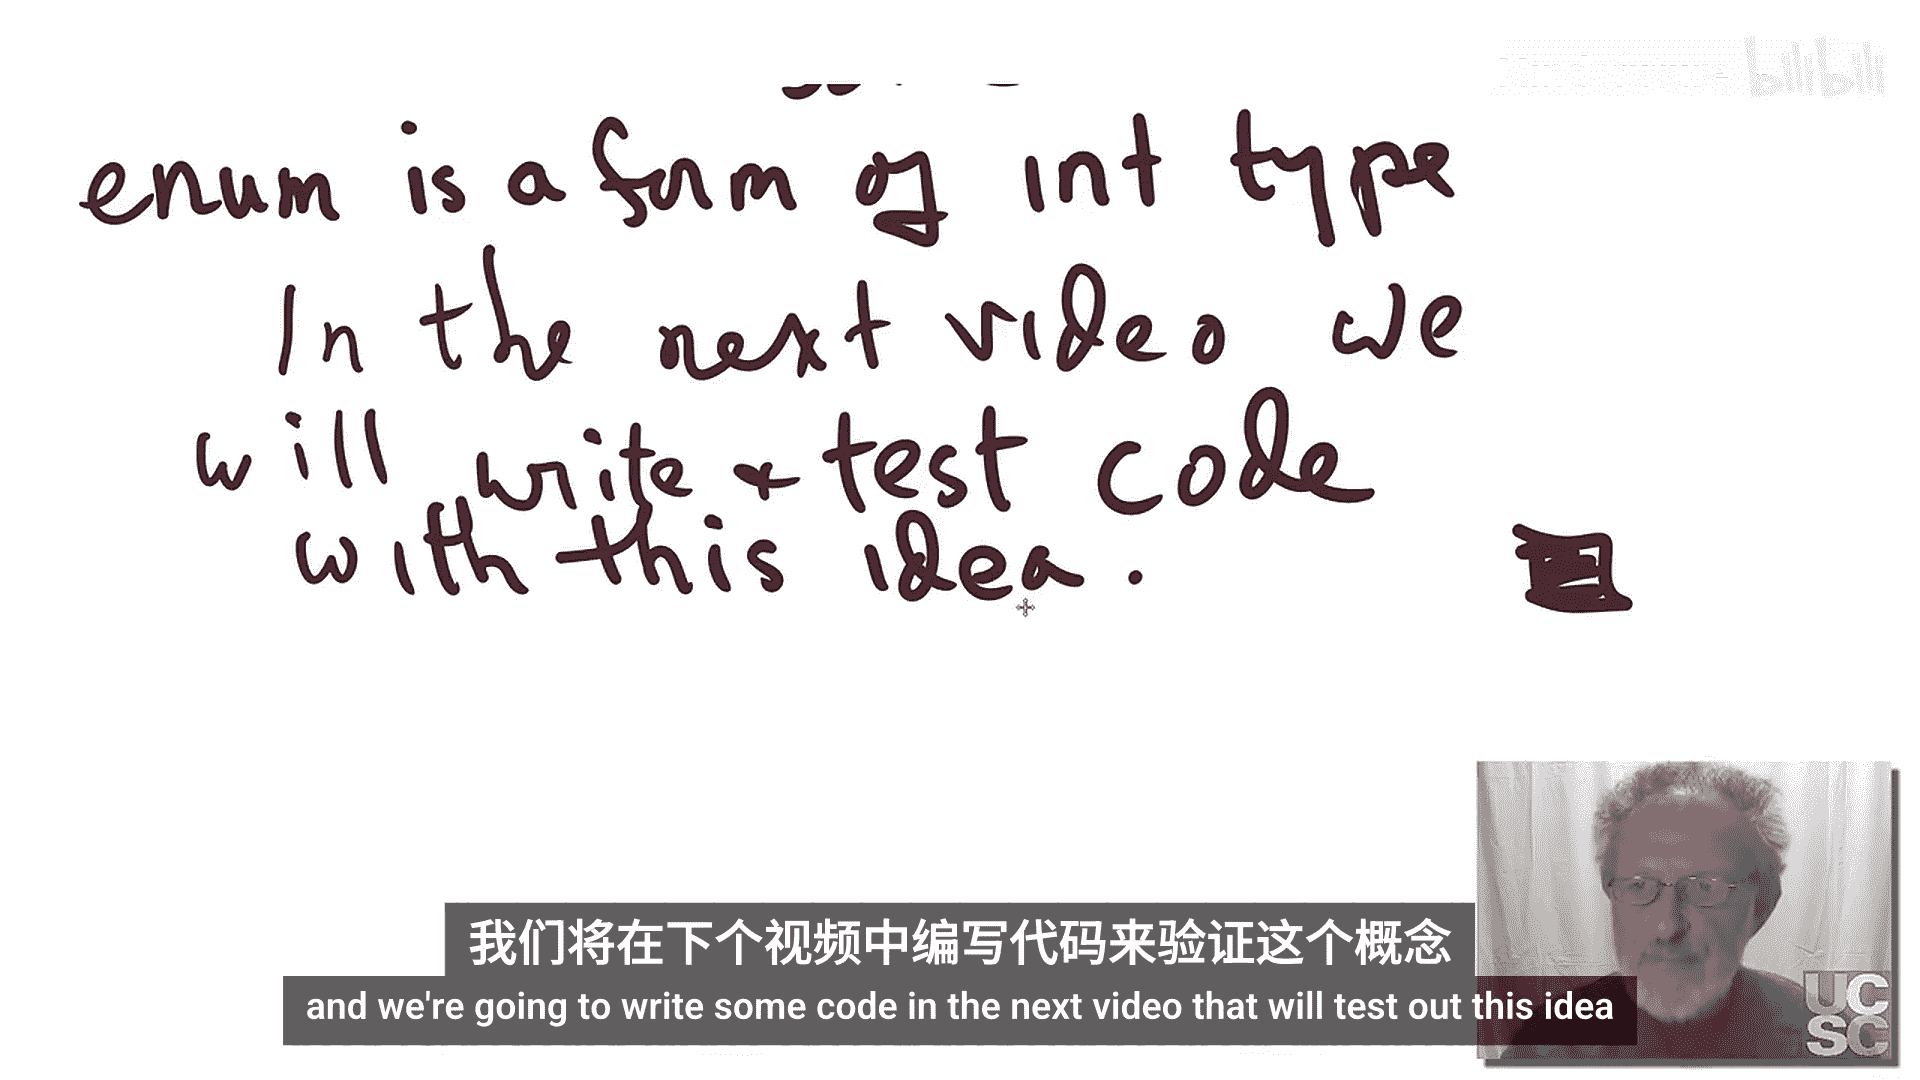 bilibili
enum is a form of int type
In the next video we
will write & test code
with this idea.
我们将在下个视频中编写代码来验证这个概念
and we're going to write some code in the next video that will test out this idea
UC
SC